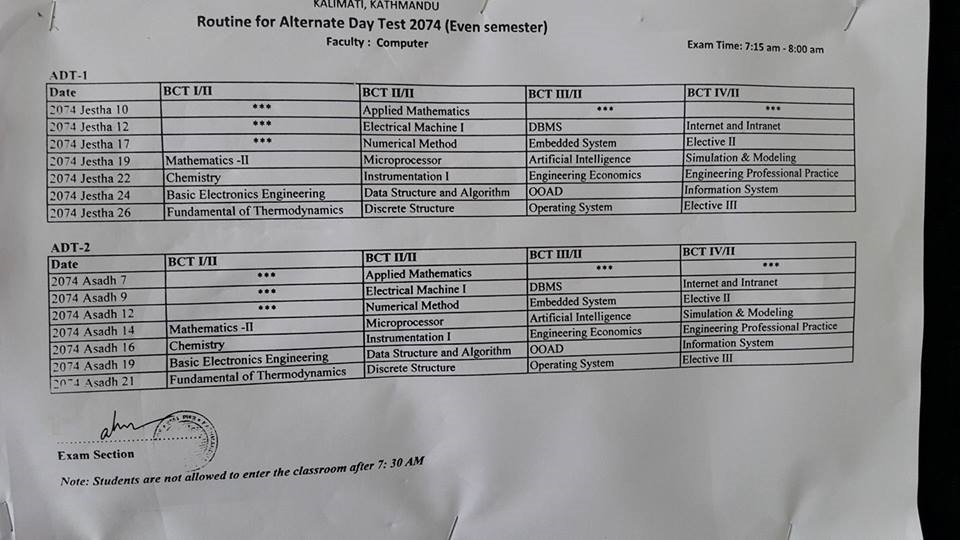 KALIMATI, KATHMANDU
Routine for Alternate Day Test 2074 (Even semester)
Faculty : Computer
Exam Time: 7:15 am - 8:00 am
ADT-1
Date BCT I/II BCT II/II BCT III/II BCT IV/II
2074 Jestha 10 *** Applied Mathematics *** ***
2074 Jestha 12 *** Electrical Machine I DBMS Internet and Intranet
2074 Jestha 17 *** Numerical Method Embedded System Elective II
2074 Jestha 19 Mathematics -II Microprocessor Artificial Intelligence Simulation & Modeling
2074 Jestha 22 Chemistry Instrumentation I Engineering Economics Engineering Professional Practice
2074 Jestha 24 Basic Electronics Engineering Data Structure and Algorithm OOAD Information System
2074 Jestha 26 Fundamental of Thermodynamics Discrete Structure Operating System Elective III
ADT-2
Date BCT I/II BCT II/II BCT III/II BCT IV/II
2074 Asadh 7 *** Applied Mathematics *** ***
2074 Asadh 9 *** Electrical Machine I DBMS Internet and Intranet
2074 Asadh 12 *** Numerical Method Embedded System Elective II
2074 Asadh 14 Mathematics -II Microprocessor Artificial Intelligence Simulation & Modeling
2074 Asadh 16 Chemistry Instrumentation I Engineering Economics Engineering Professional Practice
2074 Asadh 19 Basic Electronics Engineering Data Structure and Algorithm OOAD Information System
2074 Asadh 21 Fundamental of Thermodynamics Discrete Structure Operating System Elective III
Exam Section
Note: Students are not allowed to enter the classroom after 7: 30 AM